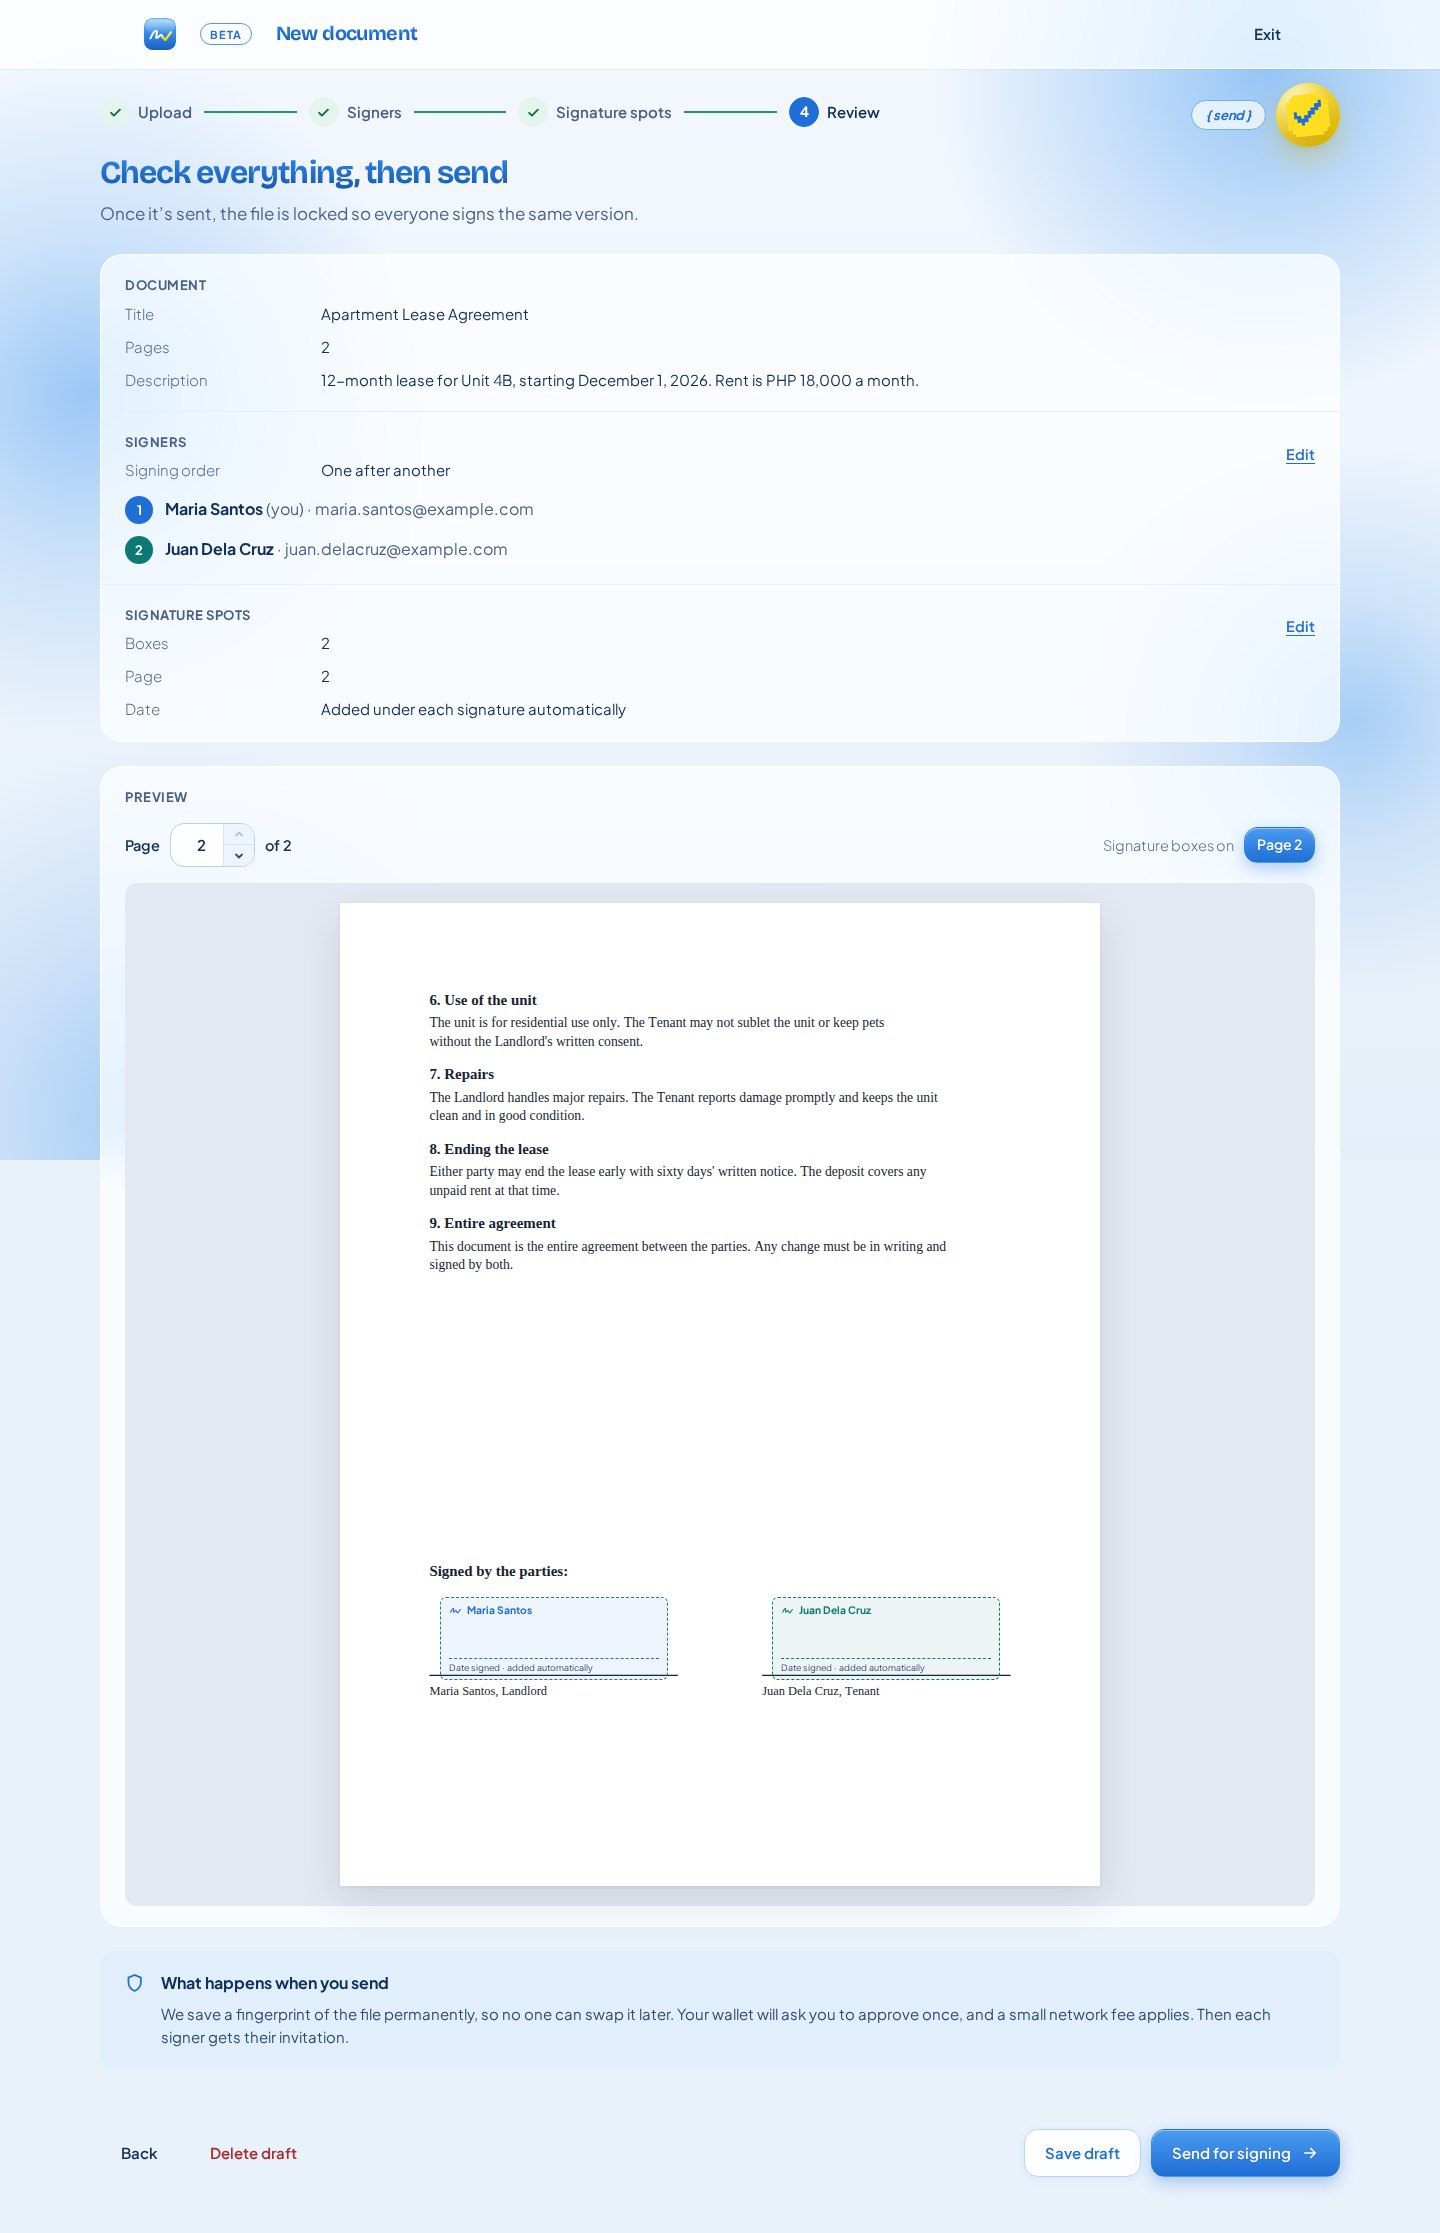 BETA
New document
Exit
Upload
Signers
Signature spots
4
Review
{ send }
Check everything, then send
Once it's sent, the file is locked so everyone signs the same version.
DOCUMENT
Title
Apartment Lease Agreement
Pages
2
Description
12-month lease for Unit 4B, starting December 1, 2026. Rent is PHP 18,000 a month.
SIGNERS
Edit
Signing order
One after another
1
Maria Santos (you) · maria.santos@example.com
2
Juan Dela Cruz · juan.delacruz@example.com
SIGNATURE SPOTS
Edit
Boxes
2
Page
2
Date
Added under each signature automatically
PREVIEW
Page
2
of 2
Signature boxes on
Page 2
6. Use of the unit
The unit is for residential use only. The Tenant may not sublet the unit or keep pets
without the Landlord's written consent.
7. Repairs
The Landlord handles major repairs. The Tenant reports damage promptly and keeps the unit
clean and in good condition.
8. Ending the lease
Either party may end the lease early with sixty days' written notice. The deposit covers any
unpaid rent at that time.
9. Entire agreement
This document is the entire agreement between the parties. Any change must be in writing and
signed by both.
Signed by the parties:
Maria Santos
Date signed · added automatically
Maria Santos, Landlord
Juan Dela Cruz
Date signed · added automatically
Juan Dela Cruz, Tenant
What happens when you send
We save a fingerprint of the file permanently, so no one can swap it later. Your wallet will ask you to approve once, and a small network fee applies. Then each
signer gets their invitation.
Back
Delete draft
Save draft
Send for signing